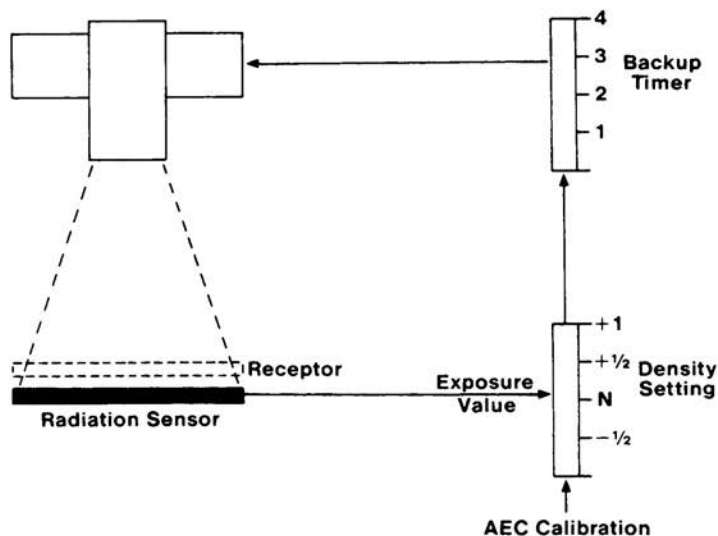 4
3
2
1
Backup
Timer
+1
+½
N
-½
Density
Setting
Receptor
Exposure
Value
Radiation Sensor
AEC Calibration